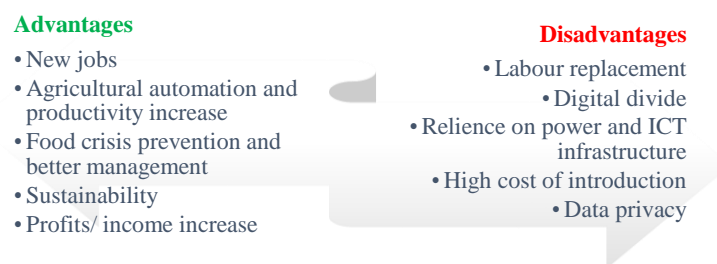 Advantages
• New jobs
• Agricultural automation and
productivity increase
• Food crisis prevention and
better management
• Sustainability
• Profits/ income increase
Disadvantages
• Labour replacement
• Digital divide
• Relience on power and ICT
infrastructure
• High cost of introduction
• Data privacy